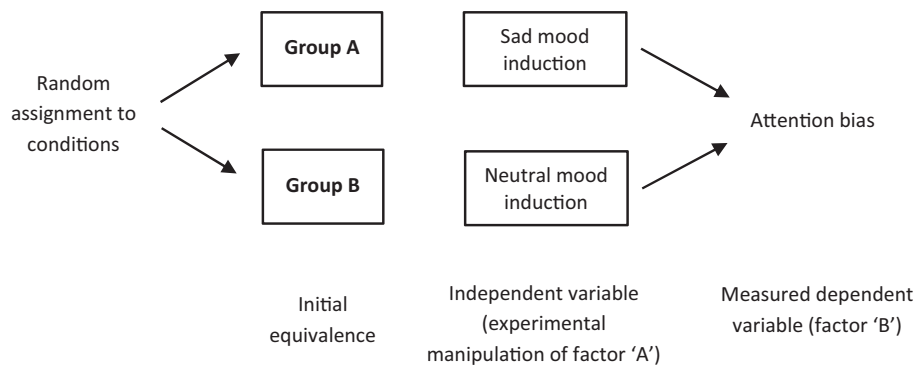 Random
assignment to
conditions
Group A
Group B
Sad mood
induction
Neutral mood
induction
Attention bias
Initial
equivalence
Independent variable
(experimental
manipulation of factor ‘A’)
Measured dependent
variable (factor ‘B’)